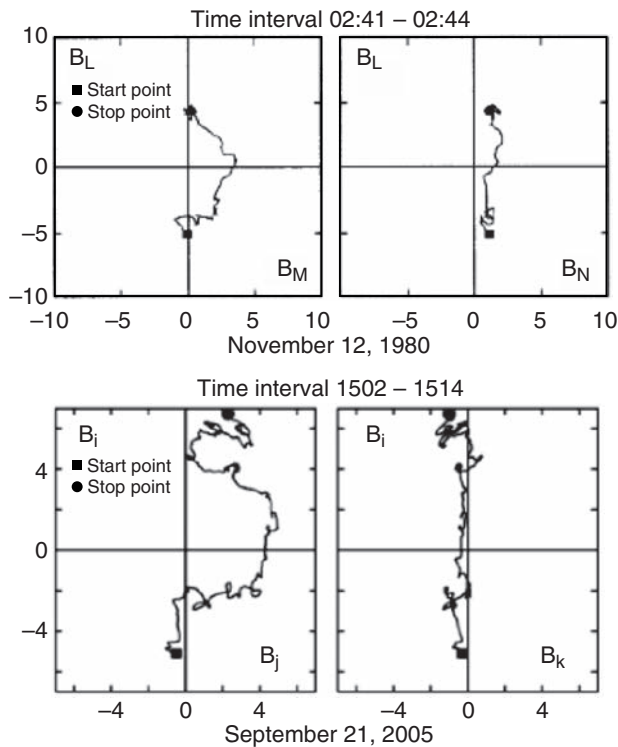 Time interval 02:41 – 02:44
10
5
0
−5
−10
B_L
■ Start point
● Stop point
B_M
B_L
B_N
−10 −5 0 5 10
−5 0 5 10
November 12, 1980
Time interval 1502 – 1514
4
0
−4
B_i
■ Start point
● Stop point
B_j
B_i
B_k
−4 0 4
−4 0 4
September 21, 2005